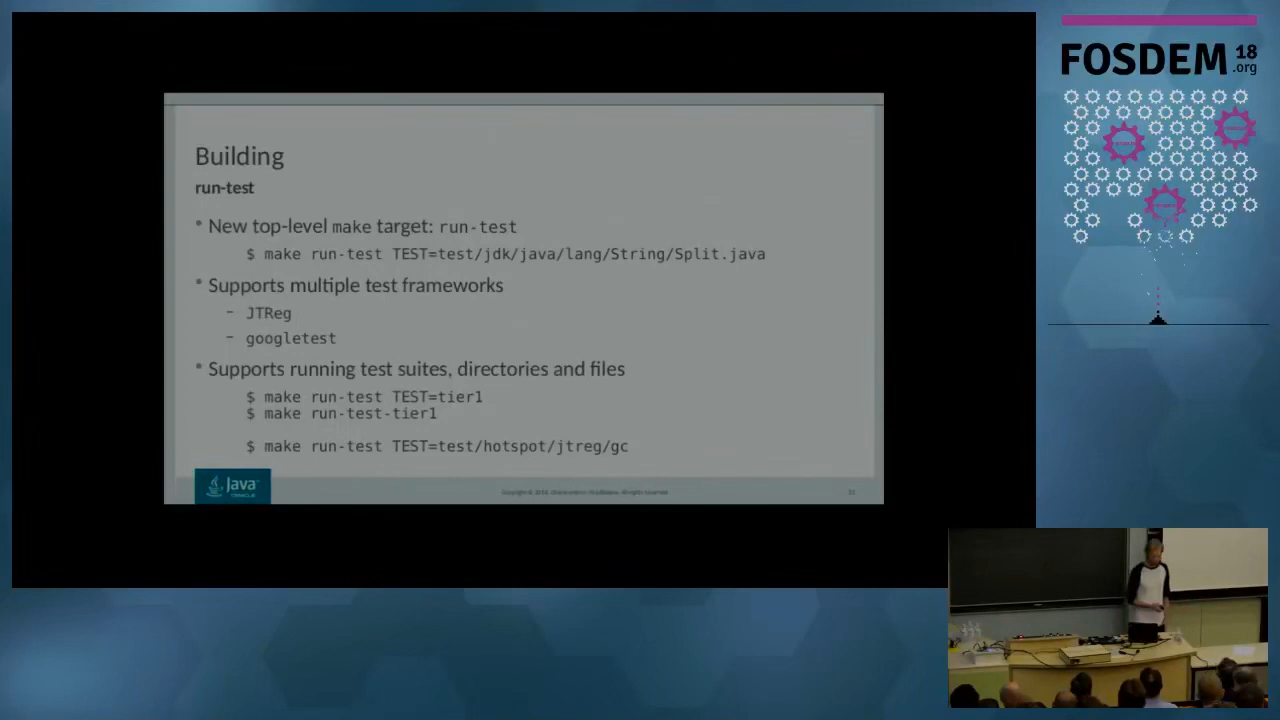 FOSDEM 18
.org
Building
run-test
• New top-level make target: run-test
$ make run-test TEST=test/jdk/java/lang/String/Split.java
• Supports multiple test frameworks
– JTReg
– googletest
• Supports running test suites, directories and files
$ make run-test TEST=tier1
$ make run-test-tier1
$ make run-test TEST=test/hotspot/jtreg/gc
Java
ORACLE